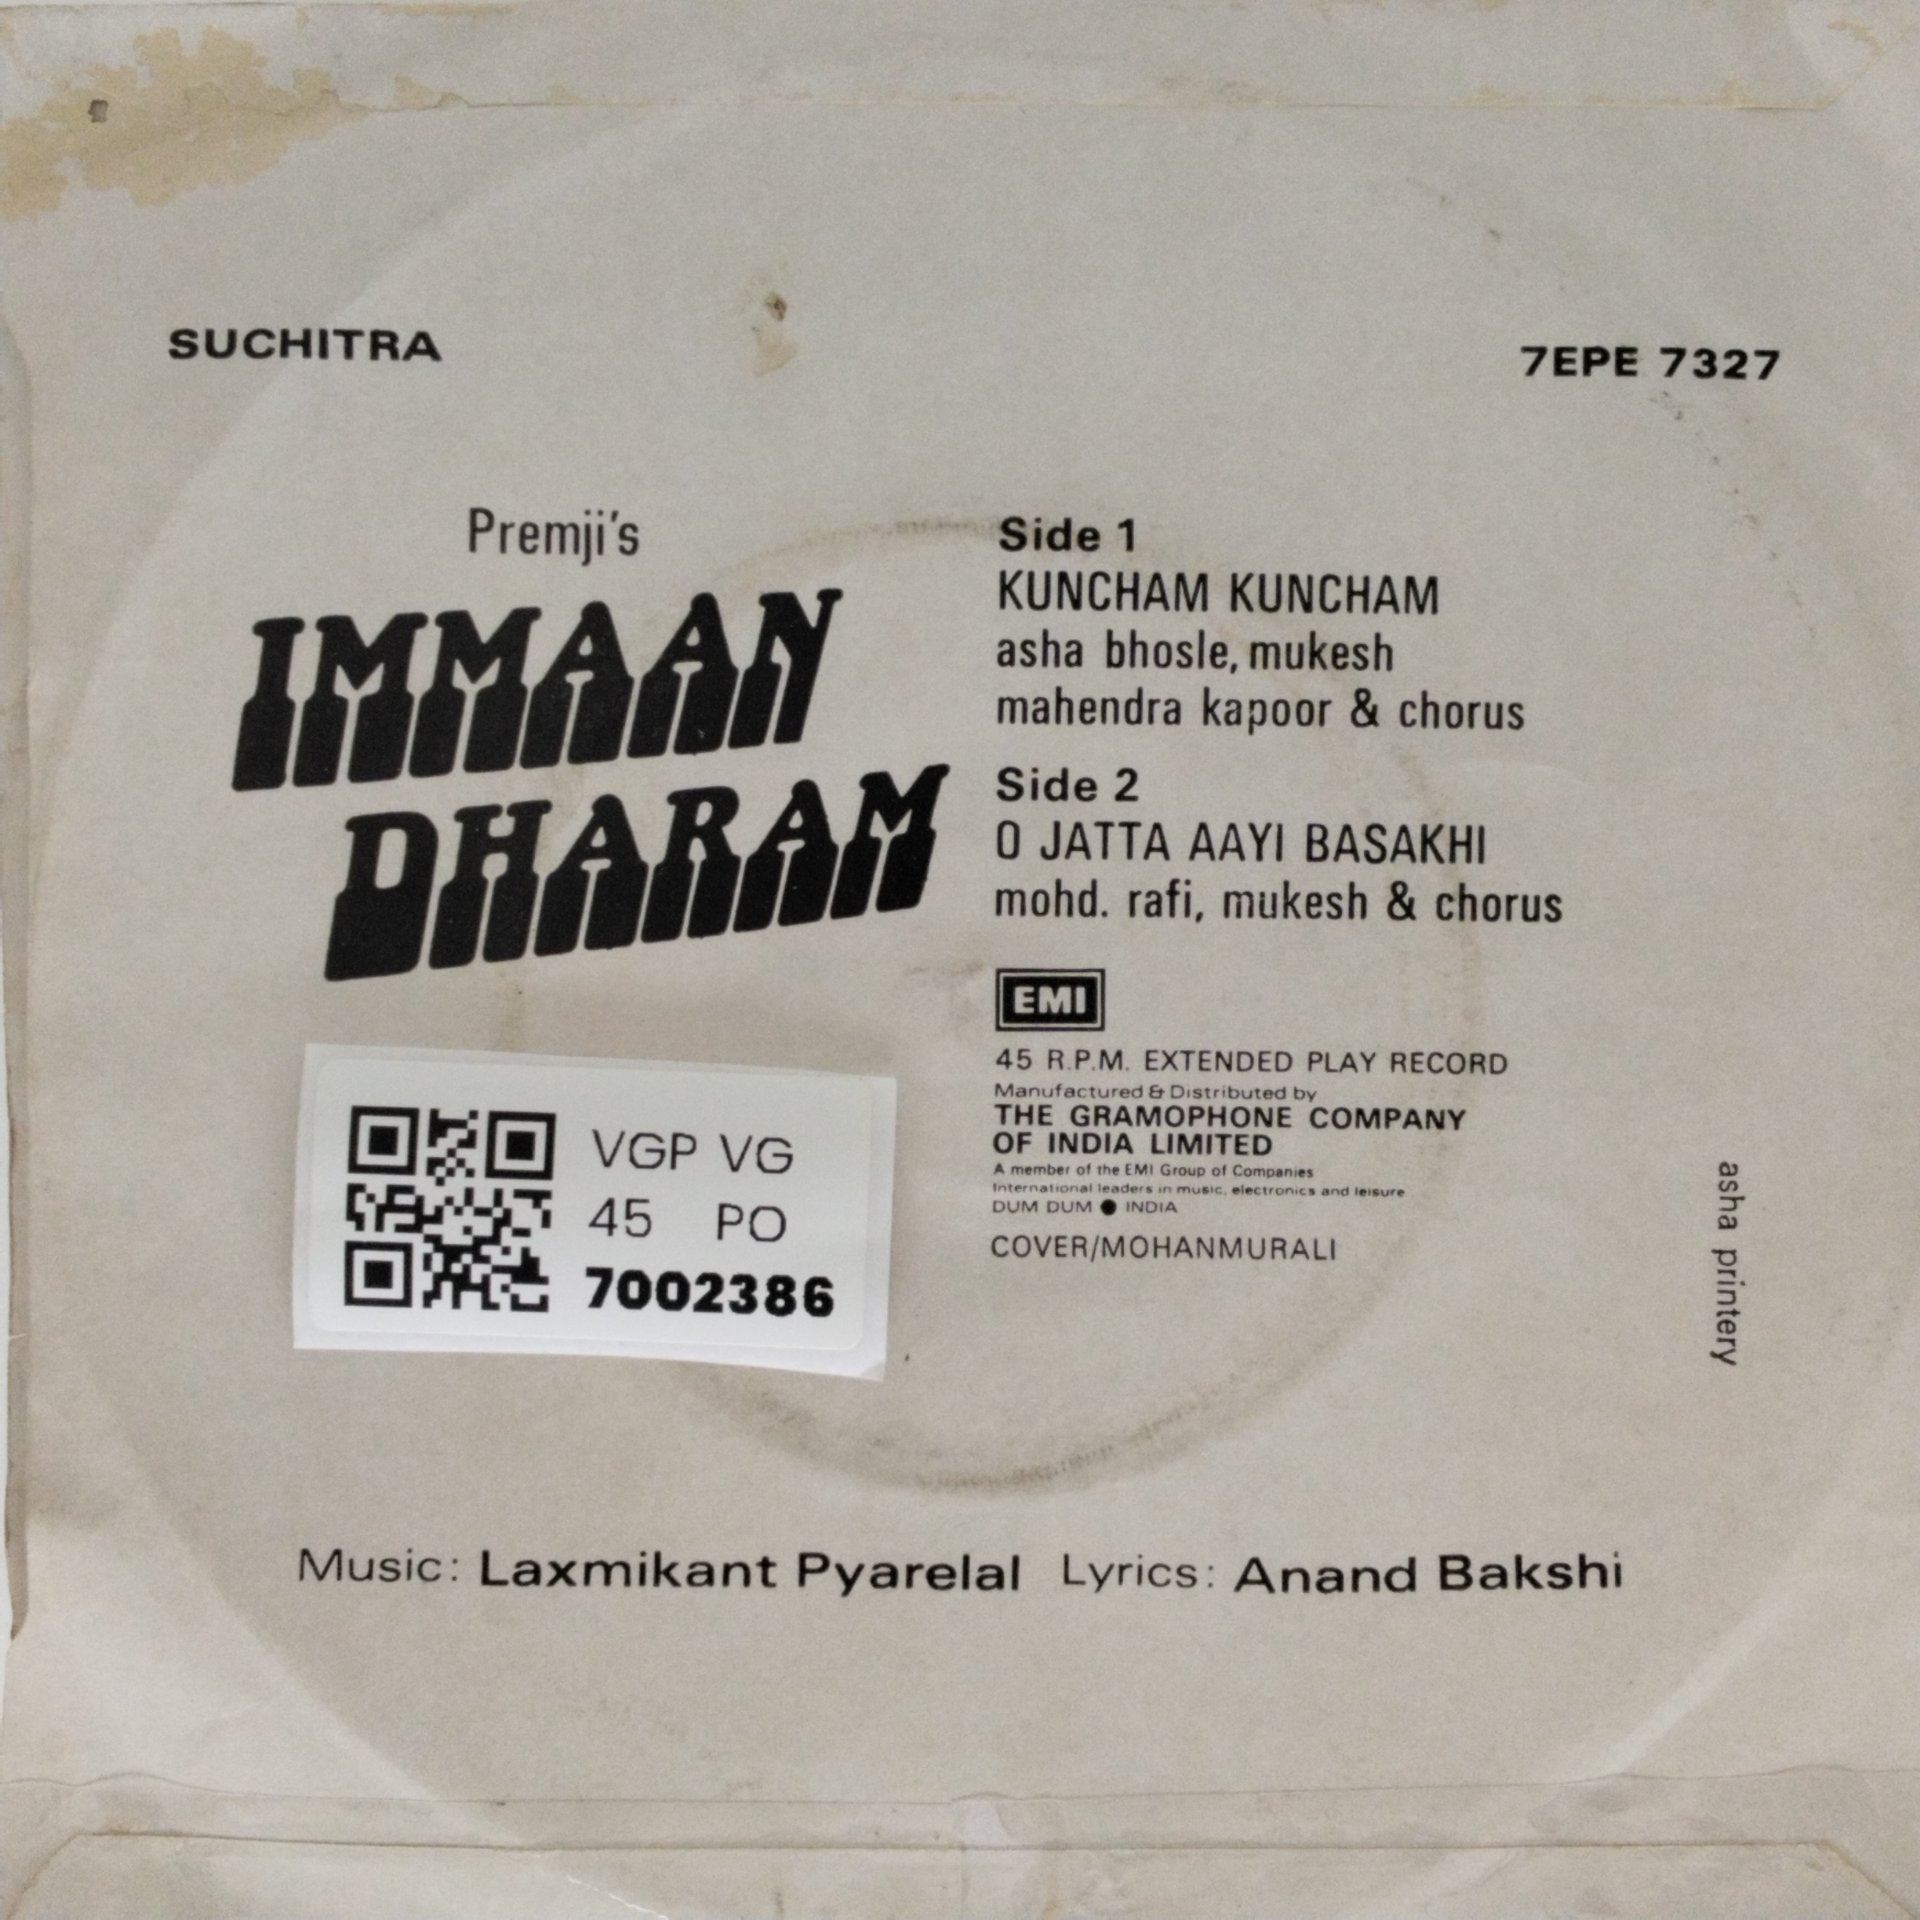 SUCHITRA
7EPE 7327
Premji's
IMMAAN
DHARAM
Side 1
KUNCHAM KUNCHAM
asha bhosle, mukesh
mahendra kapoor & chorus
Side 2
O JATTA AAYI BASAKHI
mohd. rafi, mukesh & chorus
EMI
45 R.P.M. EXTENDED PLAY RECORD
Manufactured & Distributed by
THE GRAMOPHONE COMPANY
OF INDIA LIMITED
A member of the EMI Group of Companies
International leaders in music, electronics and leisure
DUM DUM ● INDIA
COVER/MOHANMURALI
VGP VG
45 PO
7002386
asha printery
Music: Laxmikant Pyarelal Lyrics: Anand Bakshi